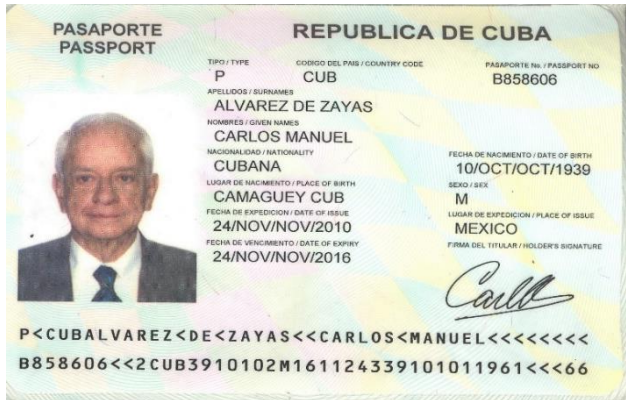 PASAPORTE
PASSPORT
REPUBLICA DE CUBA
TIPO / TYPE
P
CODIGO DEL PAIS / COUNTRY CODE
CUB
PASAPORTE No. / PASSPORT NO
B858606
APELLIDOS / SURNAMES
ALVAREZ DE ZAYAS
NOMBRES / GIVEN NAMES
CARLOS MANUEL
NACIONALIDAD / NATIONALITY
CUBANA
FECHA DE NACIMIENTO / DATE OF BIRTH
10/OCT/OCT/1939
LUGAR DE NACIMIENTO / PLACE OF BIRTH
CAMAGUEY CUB
SEXO / SEX
M
FECHA DE EXPEDICION / DATE OF ISSUE
24/NOV/NOV/2010
LUGAR DE EXPEDICION / PLACE OF ISSUE
MEXICO
FECHA DE VENCIMIENTO / DATE OF EXPIRY
24/NOV/NOV/2016
FIRMA DEL TITULAR / HOLDER'S SIGNATURE
P<CUBALVAREZ<DE<ZAYAS<<CARLOS<MANUEL<<<<<<<<
B858606<<2CUB3910102M161124339101011961<<<66